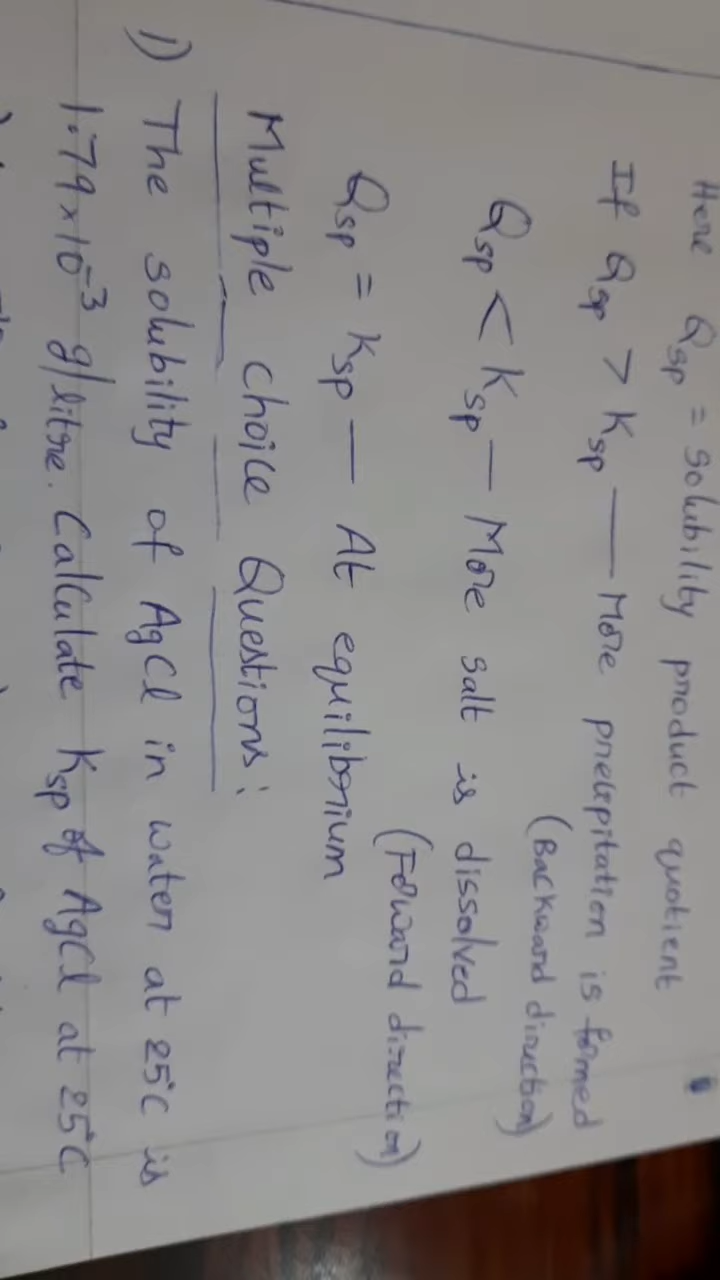 Here Qsp = solubility product quotient
If Qsp > Ksp — More precipitation is formed
(Backward direction)
Qsp < Ksp — More salt is dissolved
(Forward direction)
Qsp = Ksp — At equilibrium
Multiple choice Questions:
1) The solubility of AgCl in water at 25°C is
1.79×10⁻³ g/litre. Calculate Ksp of AgCl at 25°C